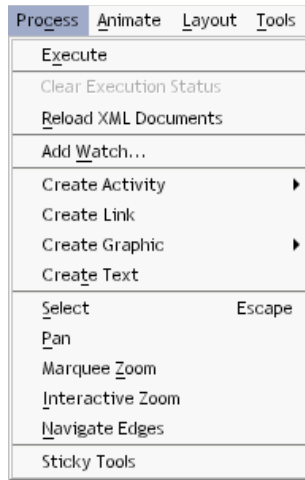 Process Animate Layout Tools
Execute
Clear Execution Status
Reload XML Documents
Add Watch...
Create Activity
Create Link
Create Graphic
Create Text
Select Escape
Pan
Marquee Zoom
Interactive Zoom
Navigate Edges
Sticky Tools